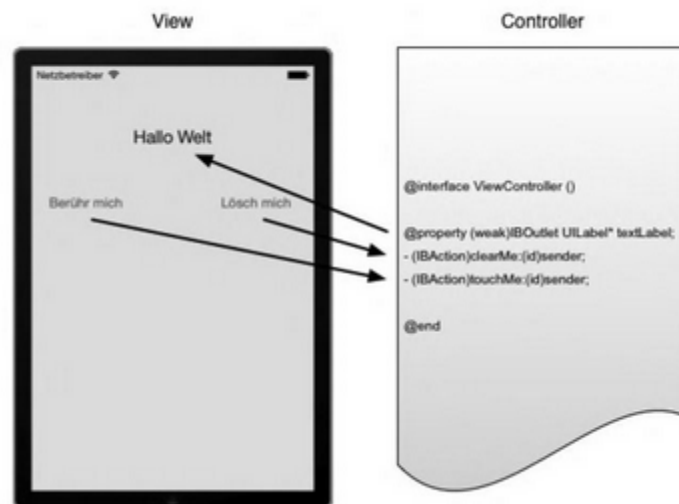 View
Controller
Netzbetreiber
Hallo Welt
Berühr mich
Lösch mich
@interface ViewController ()
@property (weak)IBOutlet UILabel* textLabel;
- (IBAction)clearMe:(id)sender;
- (IBAction)touchMe:(id)sender;
@end